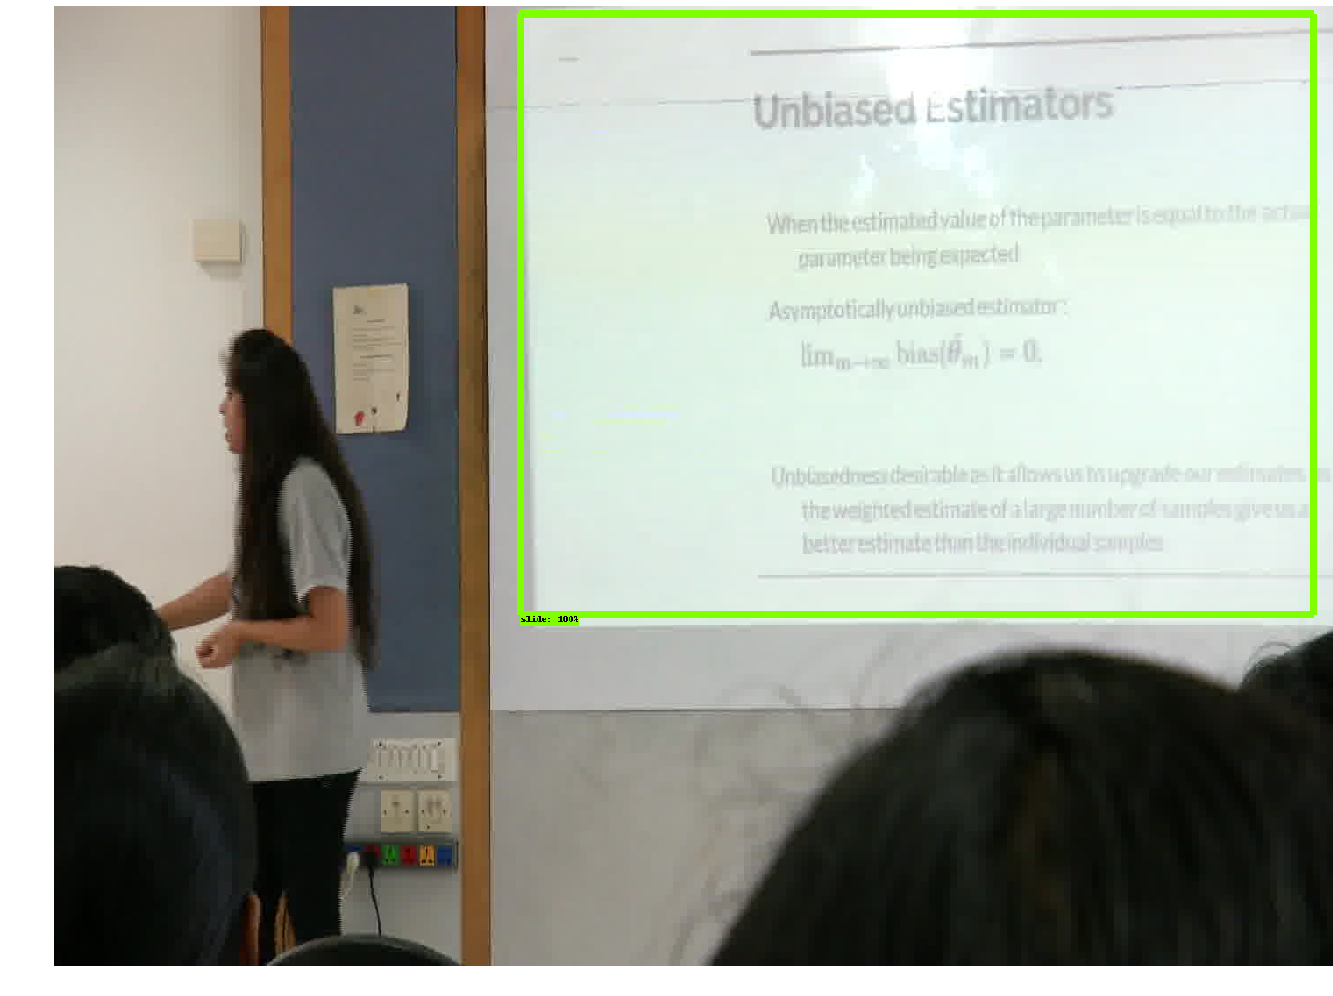 Unbiased Estimators
When the estimated value of the parameter is equal to the actual
parameter being expected
Asymptotically unbiased estimator:
lim_{m→∞} bias(θ̂_m) = 0.
Unbiasedness desirable as it allows us to upgrade our estimates,
the weighted estimate of a large number of samples give us a
better estimate than the individual samples
slide: 100%